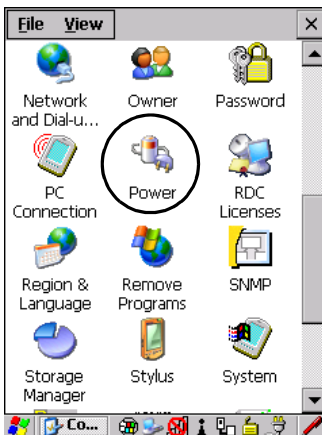 File View
Network and Dial-u...
Owner
Password
PC Connection
Power
RDC Licenses
Region & Language
Remove Programs
SNMP
Storage Manager
Stylus
System
Co...